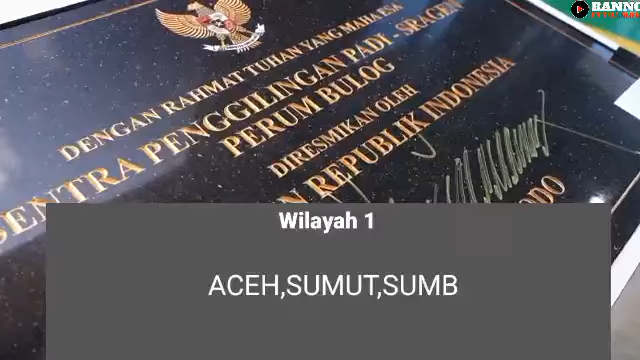 BANNO
DENGAN RAHMAT TUHAN YANG MAHA ESA
SENTRA PENGGILINGAN PADI - SRAGEN
PERUM BULOG
DIRESMIKAN OLEH
REPUBLIK INDONESIA
Wilayah 1
ACEH,SUMUT,SUMB